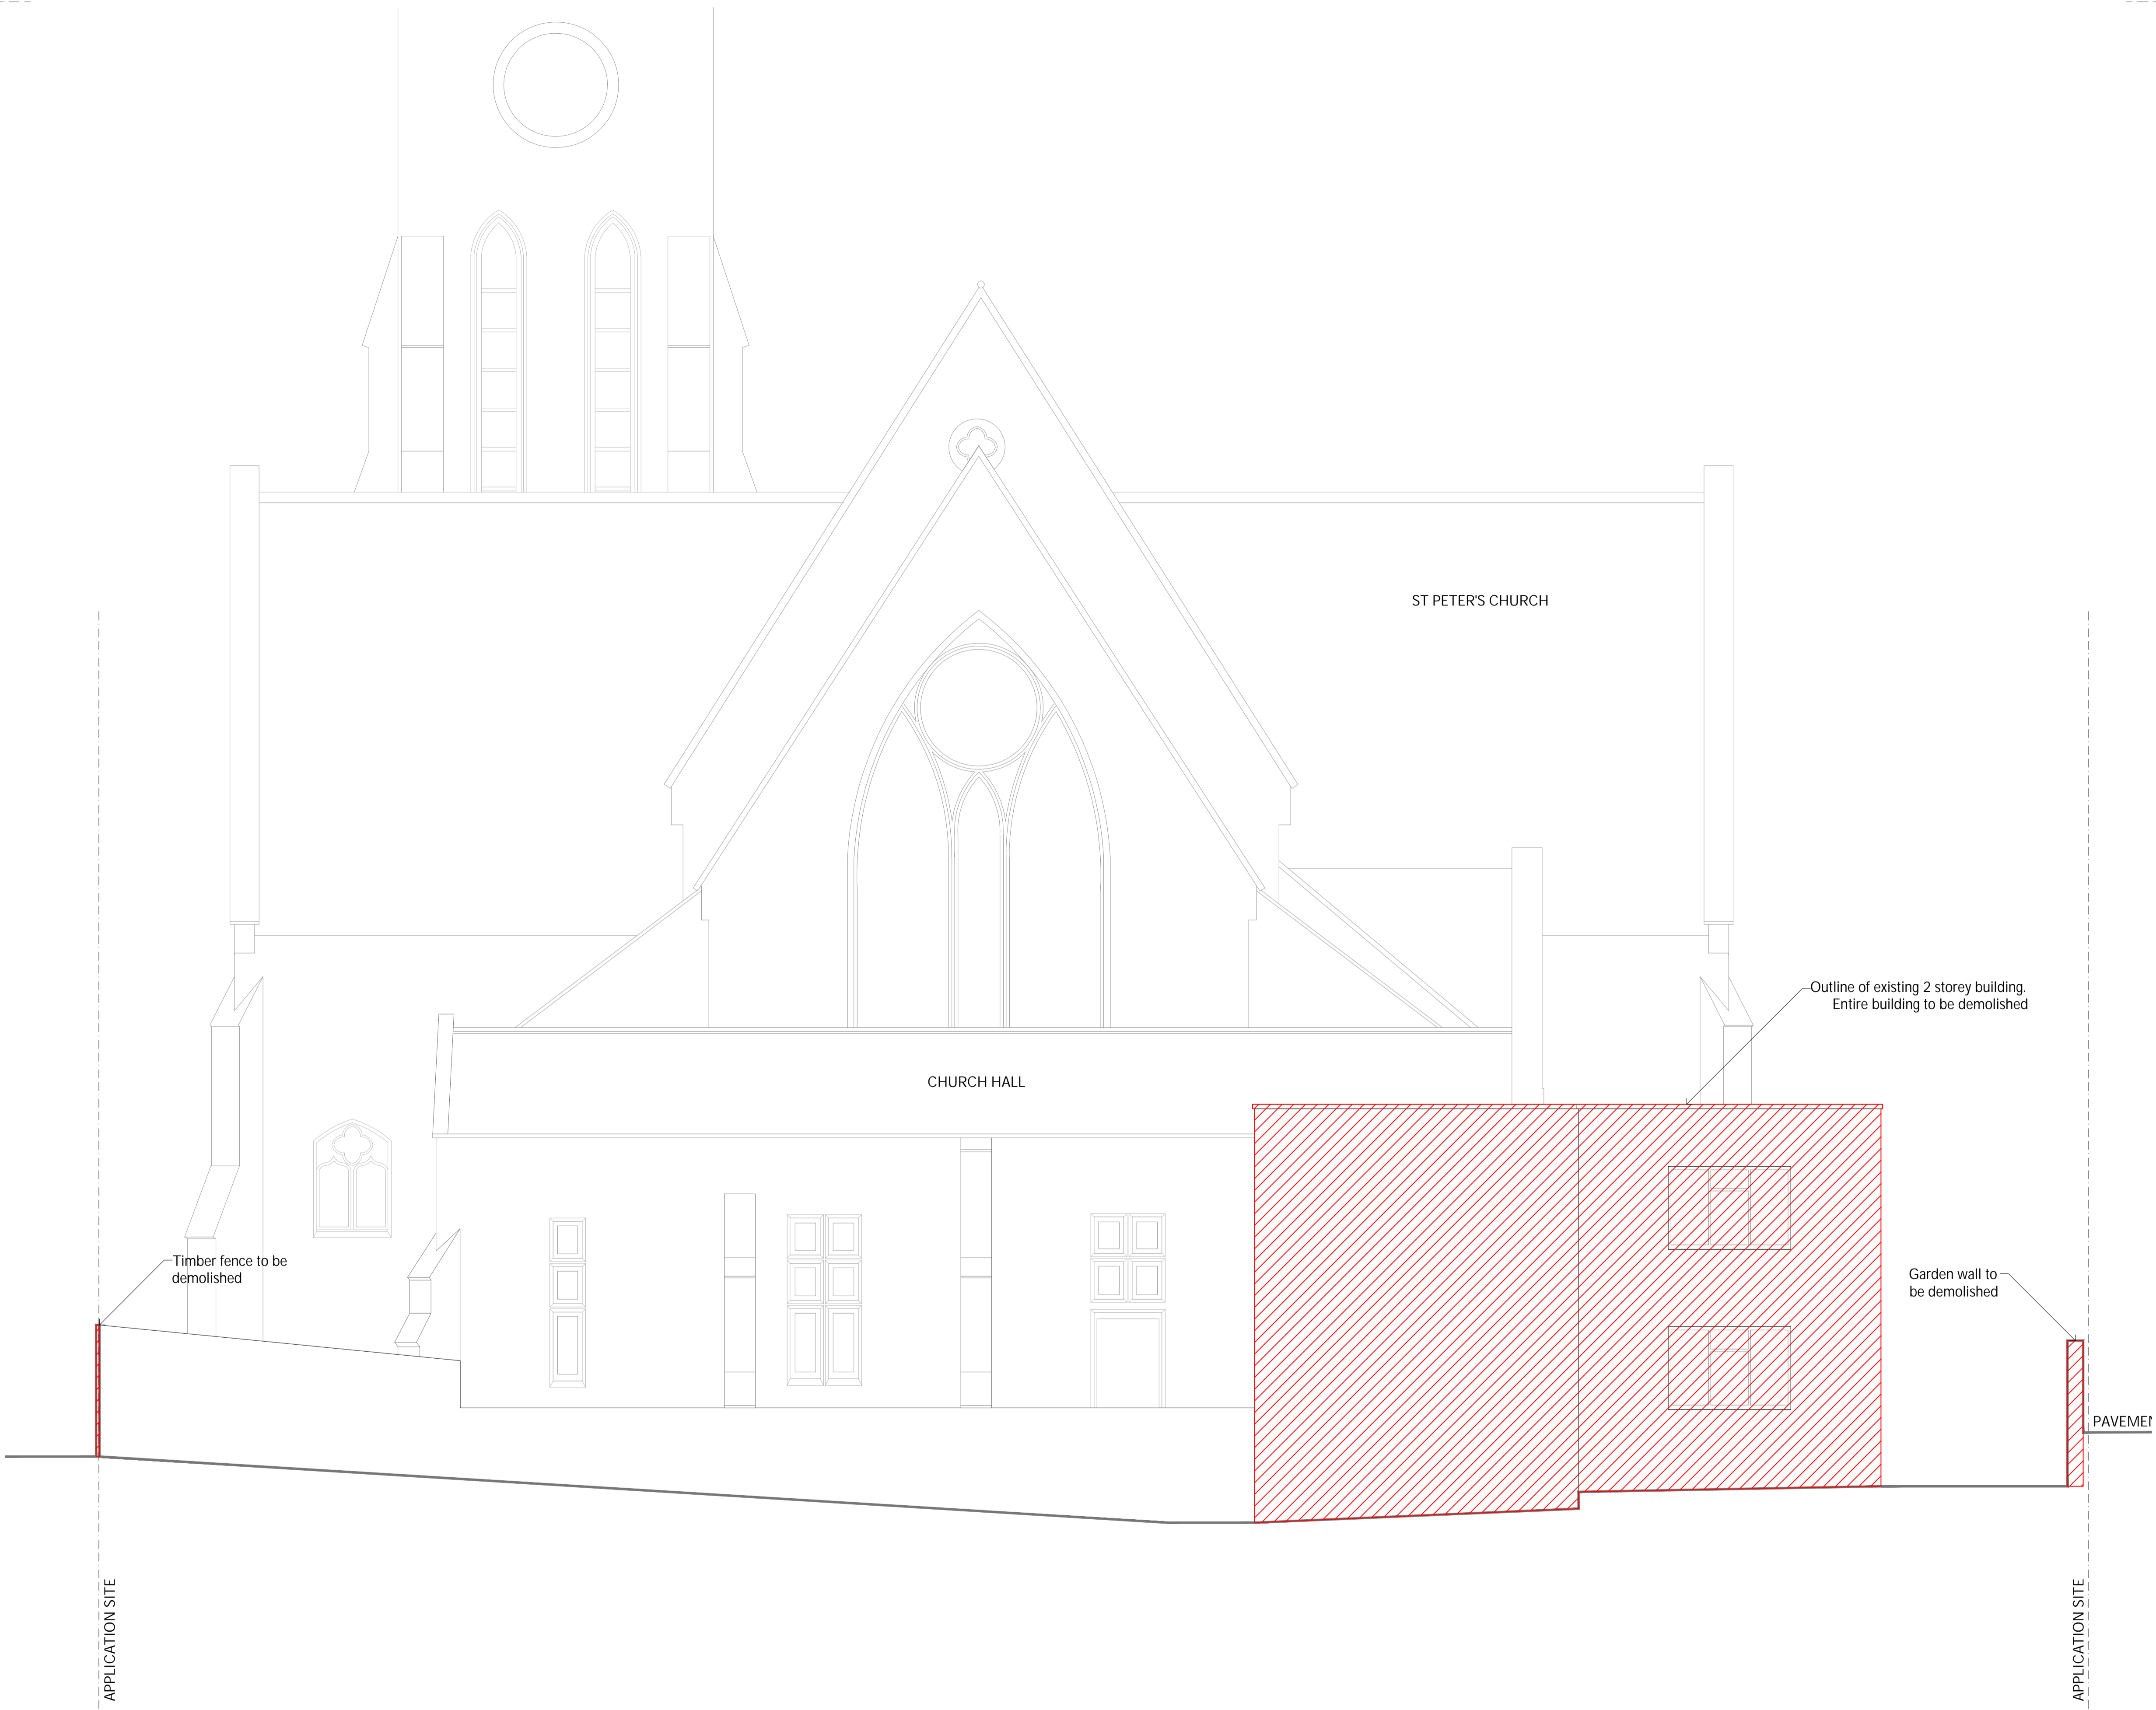 ST PETER'S CHURCH
Outline of existing 2 storey building.
Entire building to be demolished
CHURCH HALL
Timber fence to be
demolished
Garden wall to
be demolished
PAVEMEN
APPLICATION SITE
APPLICATION SITE